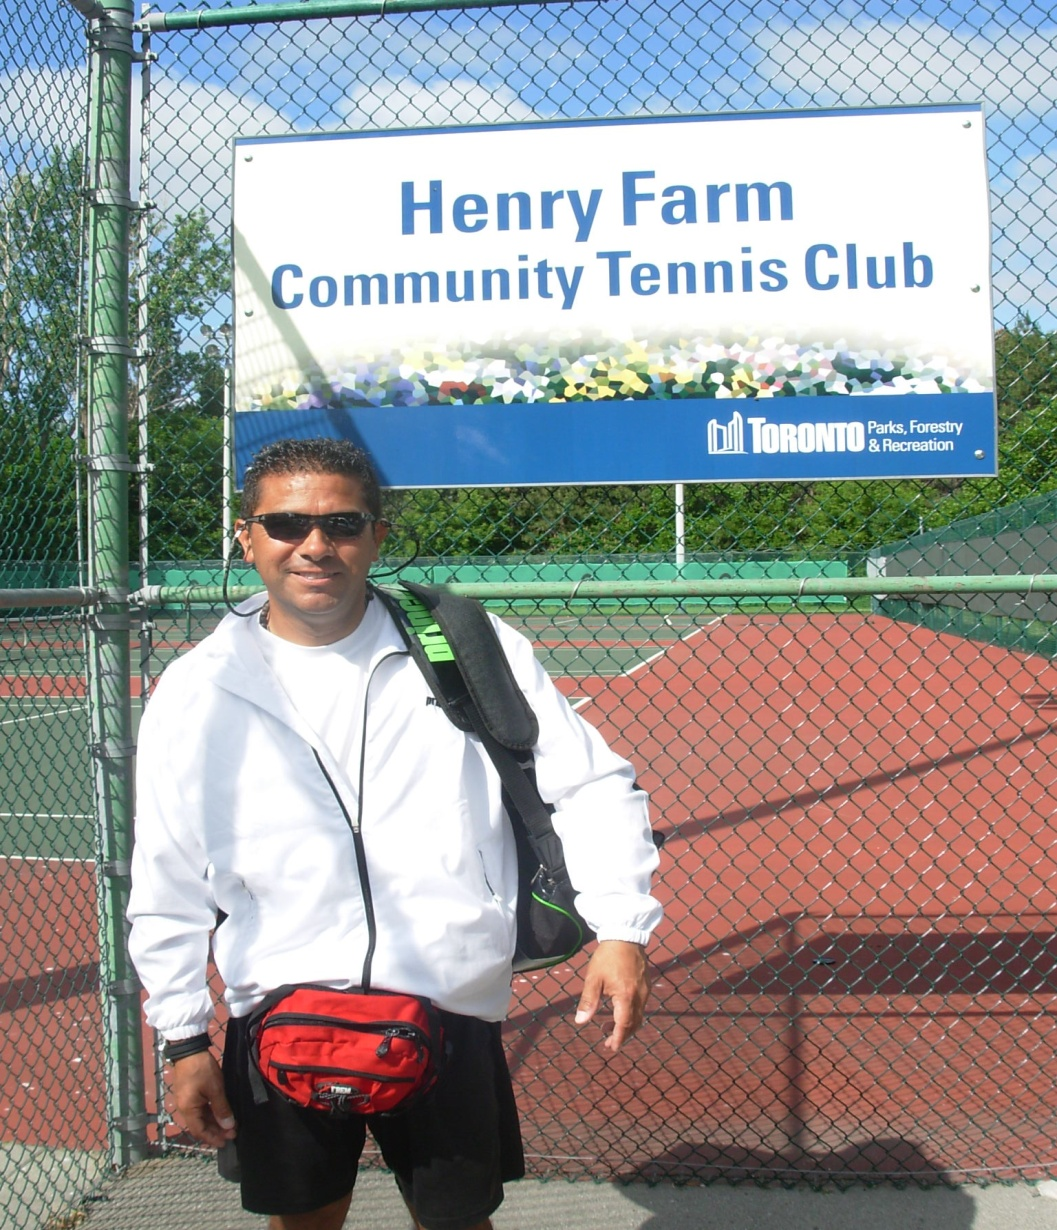 Henry Farm
Community Tennis Club
TORONTO
Parks, Forestry
& Recreation